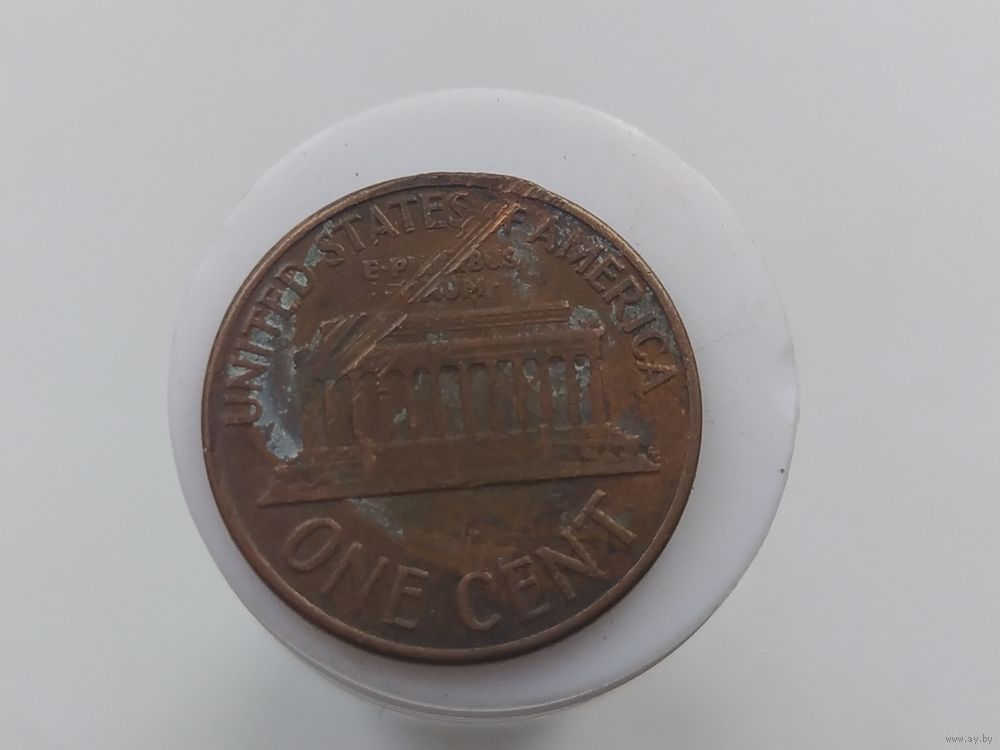 UNITED STATES OF AMERICA
E·PLURIBUS
UNUM
ONE CENT
www.ay.by